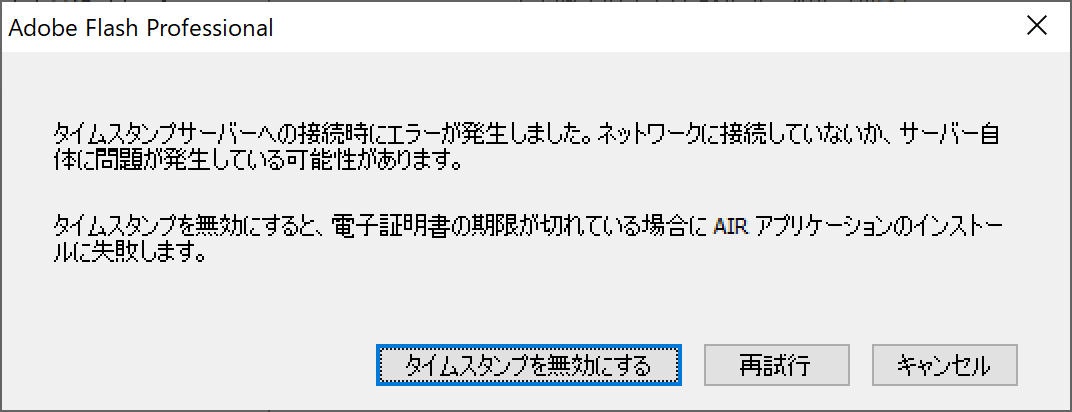 Adobe Flash Professional
タイムスタンプサーバーへの接続時にエラーが発生しました。ネットワークに接続していないか、サーバー自
体に問題が発生している可能性があります。
タイムスタンプを無効にすると、電子証明書の期限が切れている場合に AIR アプリケーションのインストー
ルに失敗します。
タイムスタンプを無効にする 再試行 キャンセル